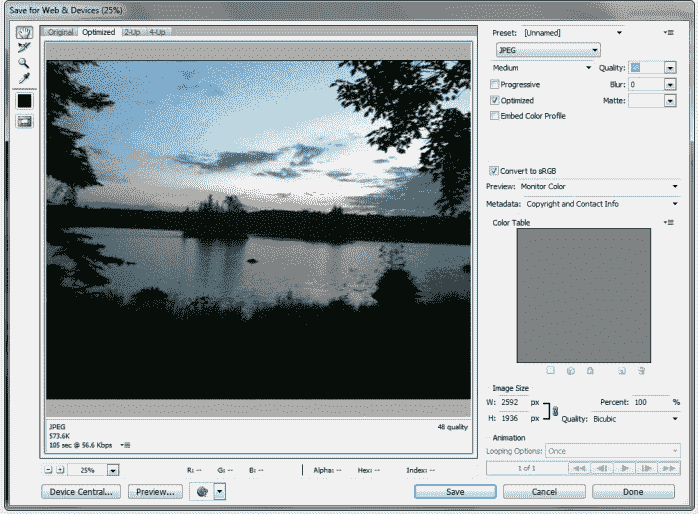 Save for Web & Devices (25%)
Original Optimized 2-Up 4-Up
Preset: [Unnamed]
JPEG
Medium Quality:
Progressive Blur: 0
Optimized Matte:
Embed Color Profile
Convert to sRGB
Preview: Monitor Color
Metadata: Copyright and Contact Info
Color Table
Image Size
W: 2592 px Percent: 100 %
H: 1936 px Quality: Bicubic
Animation
Looping Options: Once
1 of 1
JPEG 48 quality
573.6K
105 sec @ 56.6 Kbps
25% R: -- G: -- B: -- Alpha: -- Hex: -- Index: --
Device Central... Preview... Save Cancel Done